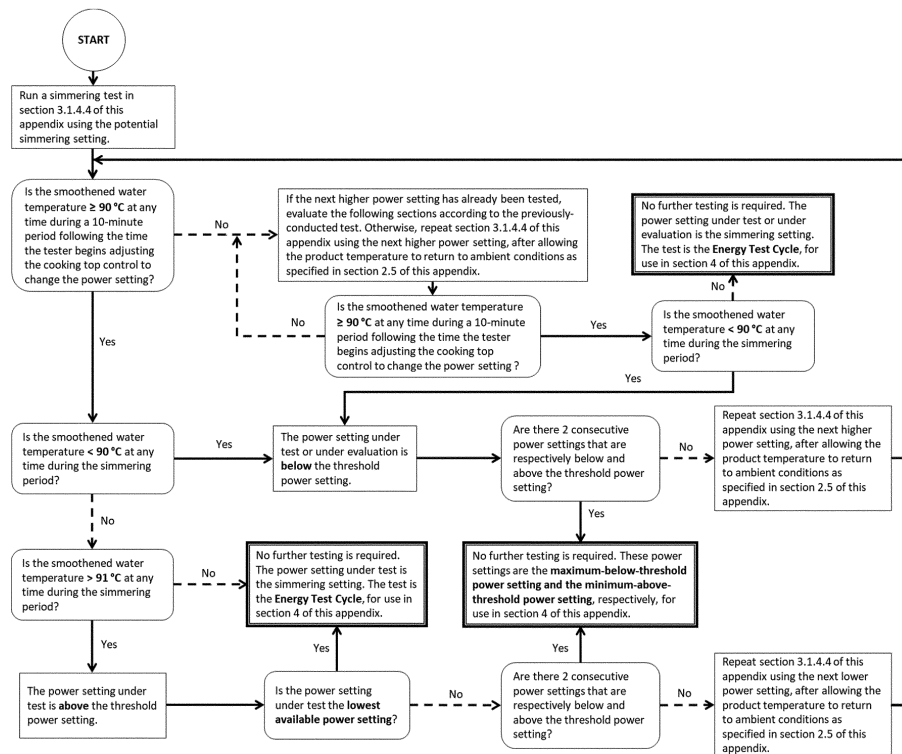 START
Run a simmering test in
section 3.1.4.4 of this
appendix using the potential
simmering setting.
Is the smoothened water
temperature ≥ 90 °C at any
time during a 10-minute
period following the time
the tester begins adjusting
the cooking top control to
change the power setting?
No
If the next higher power setting has already been tested,
evaluate the following sections according to the previously-
conducted test. Otherwise, repeat section 3.1.4.4 of this
appendix using the next higher power setting, after allowing
the product temperature to return to ambient conditions as
specified in section 2.5 of this appendix.
No further testing is required. The
power setting under test or under
evaluation is the simmering setting.
The test is the Energy Test Cycle, for
use in section 4 of this appendix.
No
No
Is the smoothened water temperature
≥ 90 °C at any time during a 10-minute
period following the time the tester
begins adjusting the cooking top
control to change the power setting ?
Yes
Is the smoothened water
temperature < 90 °C at any
time during the simmering
period?
Yes
Yes
Is the smoothened water
temperature < 90 °C at any
time during the simmering
period?
Yes
The power setting under
test or under evaluation is
below the threshold
power setting.
Are there 2 consecutive
power settings that are
respectively below and
above the threshold power
setting?
No
Repeat section 3.1.4.4 of this
appendix using the next higher
power setting, after allowing the
product temperature to return
to ambient conditions as
specified in section 2.5 of this
appendix.
No
Yes
Is the smoothened water
temperature > 91 °C at any
time during the simmering
period?
No
No further testing is required.
The power setting under test is
the simmering setting. The test is
the Energy Test Cycle, for use in
section 4 of this appendix.
No further testing is required. These power
settings are the maximum-below-threshold
power setting and the minimum-above-
threshold power setting, respectively, for
use in section 4 of this appendix.
Yes
Yes
Yes
The power setting under
test is above the threshold
power setting.
Is the power setting
under test the lowest
available power setting?
No
Are there 2 consecutive
power settings that are
respectively below and
above the threshold power
setting?
No
Repeat section 3.1.4.4 of this
appendix using the next lower
power setting, after allowing the
product temperature to return to
ambient conditions as
specified in section 2.5 of this
appendix.